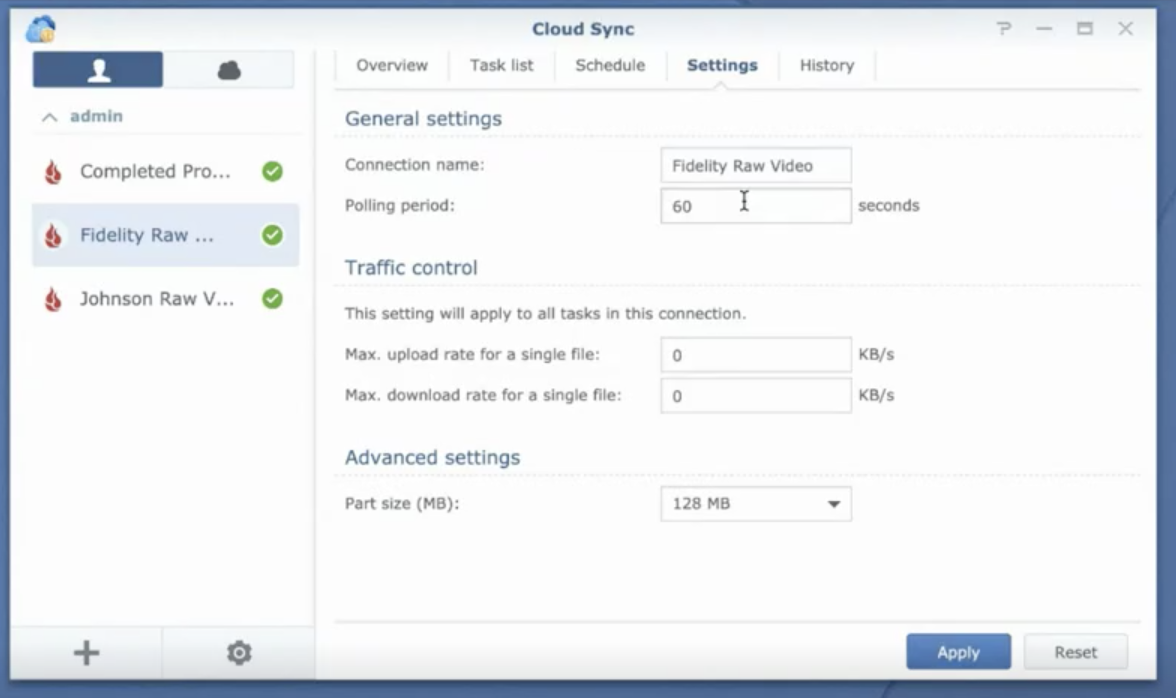 Cloud Sync
admin
Completed Pro...
Fidelity Raw ...
Johnson Raw V...
Overview
Task list
Schedule
Settings
History
General settings
Connection name: Fidelity Raw Video
Polling period: 60 seconds
Traffic control
This setting will apply to all tasks in this connection.
Max. upload rate for a single file: 0 KB/s
Max. download rate for a single file: 0 KB/s
Advanced settings
Part size (MB): 128 MB
Apply
Reset